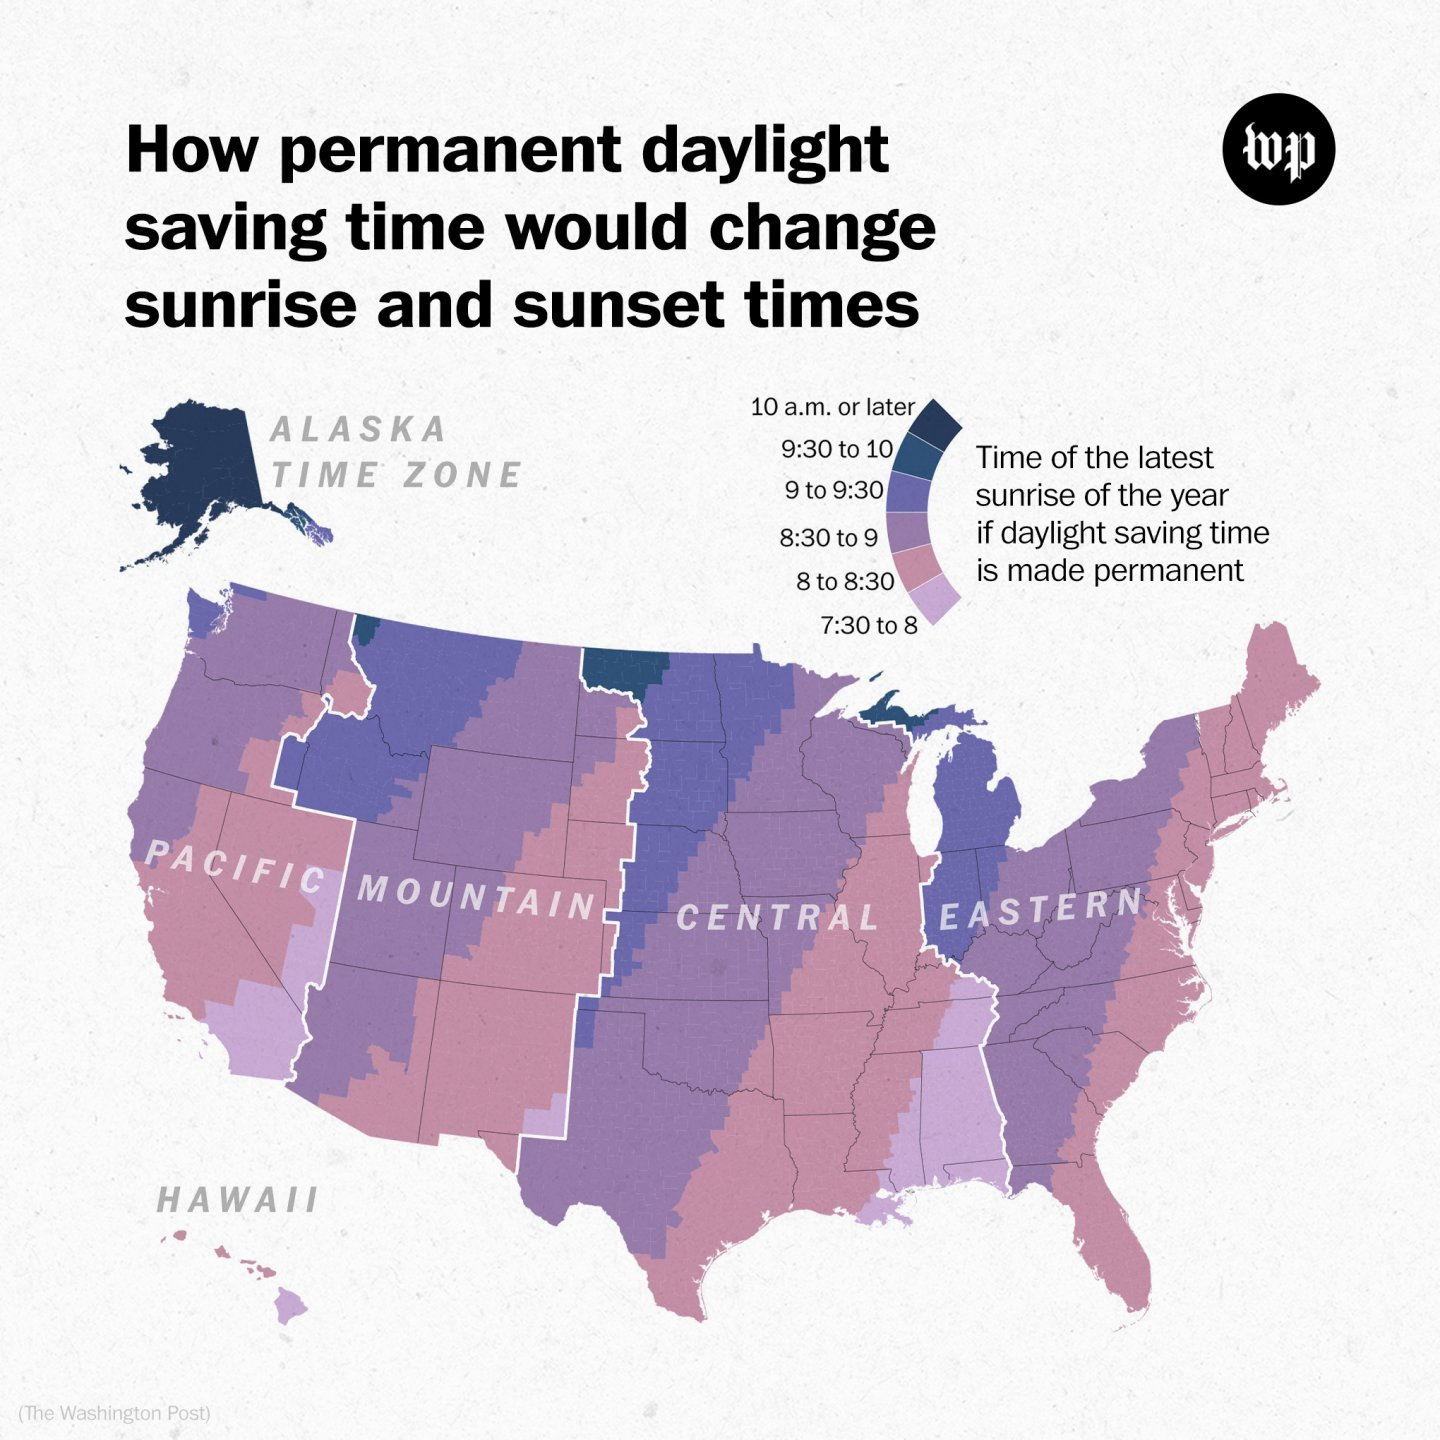 How permanent daylight
saving time would change
sunrise and sunset times
wp
ALASKA
TIME ZONE
10 a.m. or later
9:30 to 10
9 to 9:30
8:30 to 9
8 to 8:30
7:30 to 8
Time of the latest
sunrise of the year
if daylight saving time
is made permanent
PACIFIC
MOUNTAIN
CENTRAL
EASTERN
HAWAII
(The Washington Post)